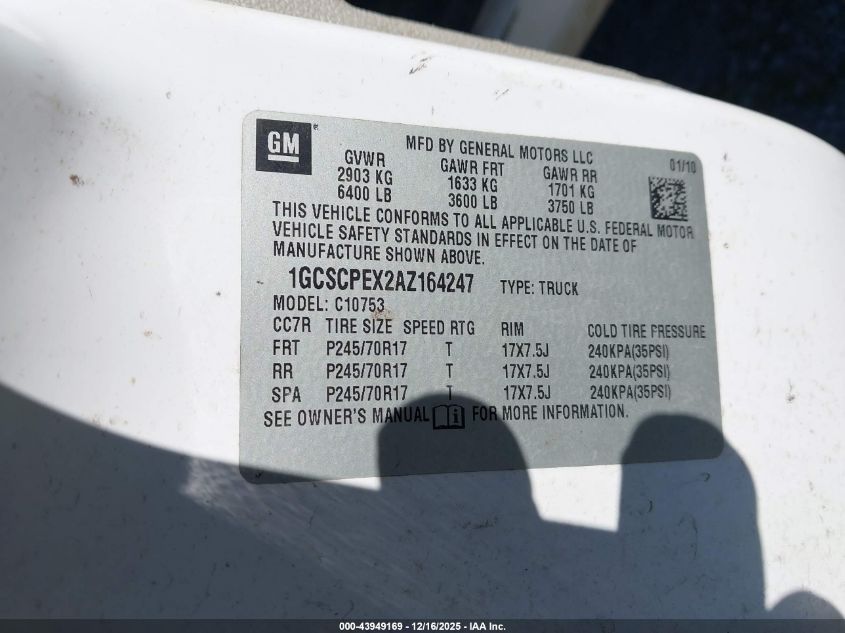 GM
MFD BY GENERAL MOTORS LLC
01/10
GVWR GAWR FRT GAWR RR
2903 KG 1633 KG 1701 KG
6400 LB 3600 LB 3750 LB
THIS VEHICLE CONFORMS TO ALL APPLICABLE U.S. FEDERAL MOTOR
VEHICLE SAFETY STANDARDS IN EFFECT ON THE DATE OF
MANUFACTURE SHOWN ABOVE.
1GCSCPEX2AZ164247 TYPE: TRUCK
MODEL: C10753
CC7R TIRE SIZE SPEED RTG RIM COLD TIRE PRESSURE
FRT P245/70R17 T 17X7.5J 240KPA(35PSI)
RR P245/70R17 T 17X7.5J 240KPA(35PSI)
SPA P245/70R17 T 17X7.5J 240KPA(35PSI)
SEE OWNER'S MANUAL FOR MORE INFORMATION.
000-43949169 - 12/16/2025 - IAA Inc.